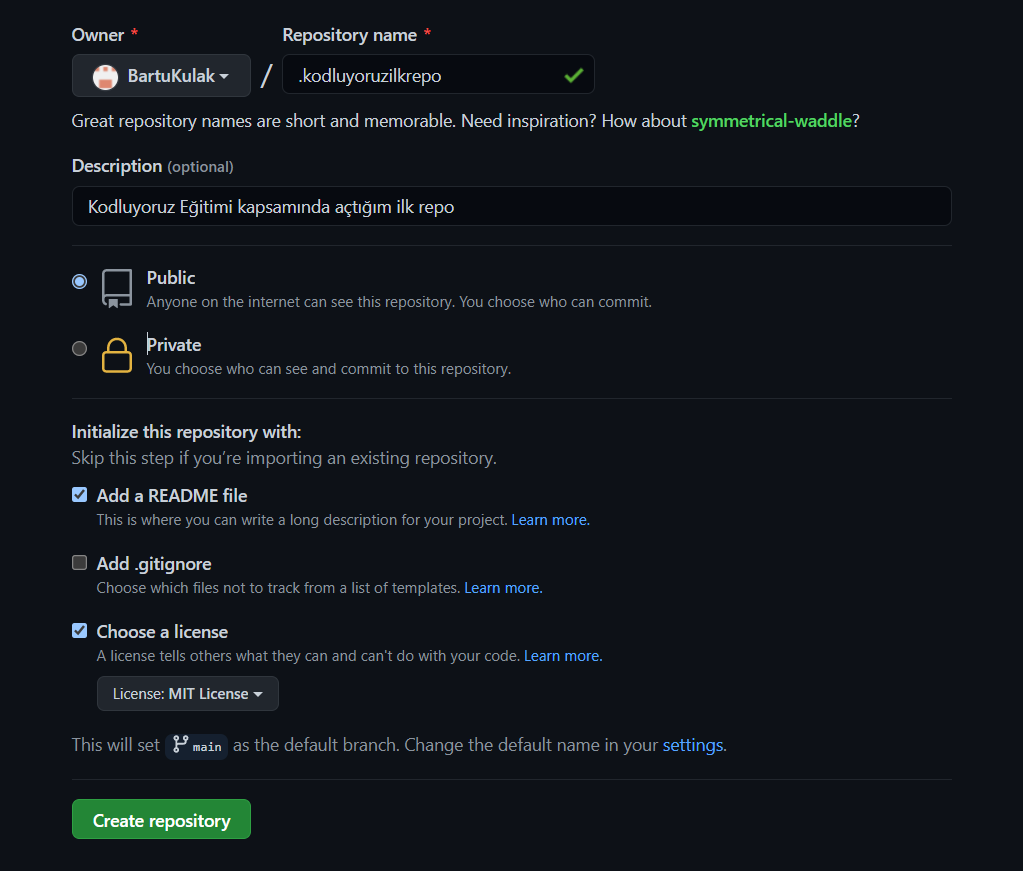 Owner * Repository name *
BartuKulak / .kodluyoruzilkrepo
Great repository names are short and memorable. Need inspiration? How about symmetrical-waddle?
Description (optional)
Kodluyoruz Eğitimi kapsamında açtığım ilk repo
Public
Anyone on the internet can see this repository. You choose who can commit.
Private
You choose who can see and commit to this repository.
Initialize this repository with:
Skip this step if you're importing an existing repository.
Add a README file
This is where you can write a long description for your project. Learn more.
Add .gitignore
Choose which files not to track from a list of templates. Learn more.
Choose a license
A license tells others what they can and can't do with your code. Learn more.
License: MIT License
This will set main as the default branch. Change the default name in your settings.
Create repository